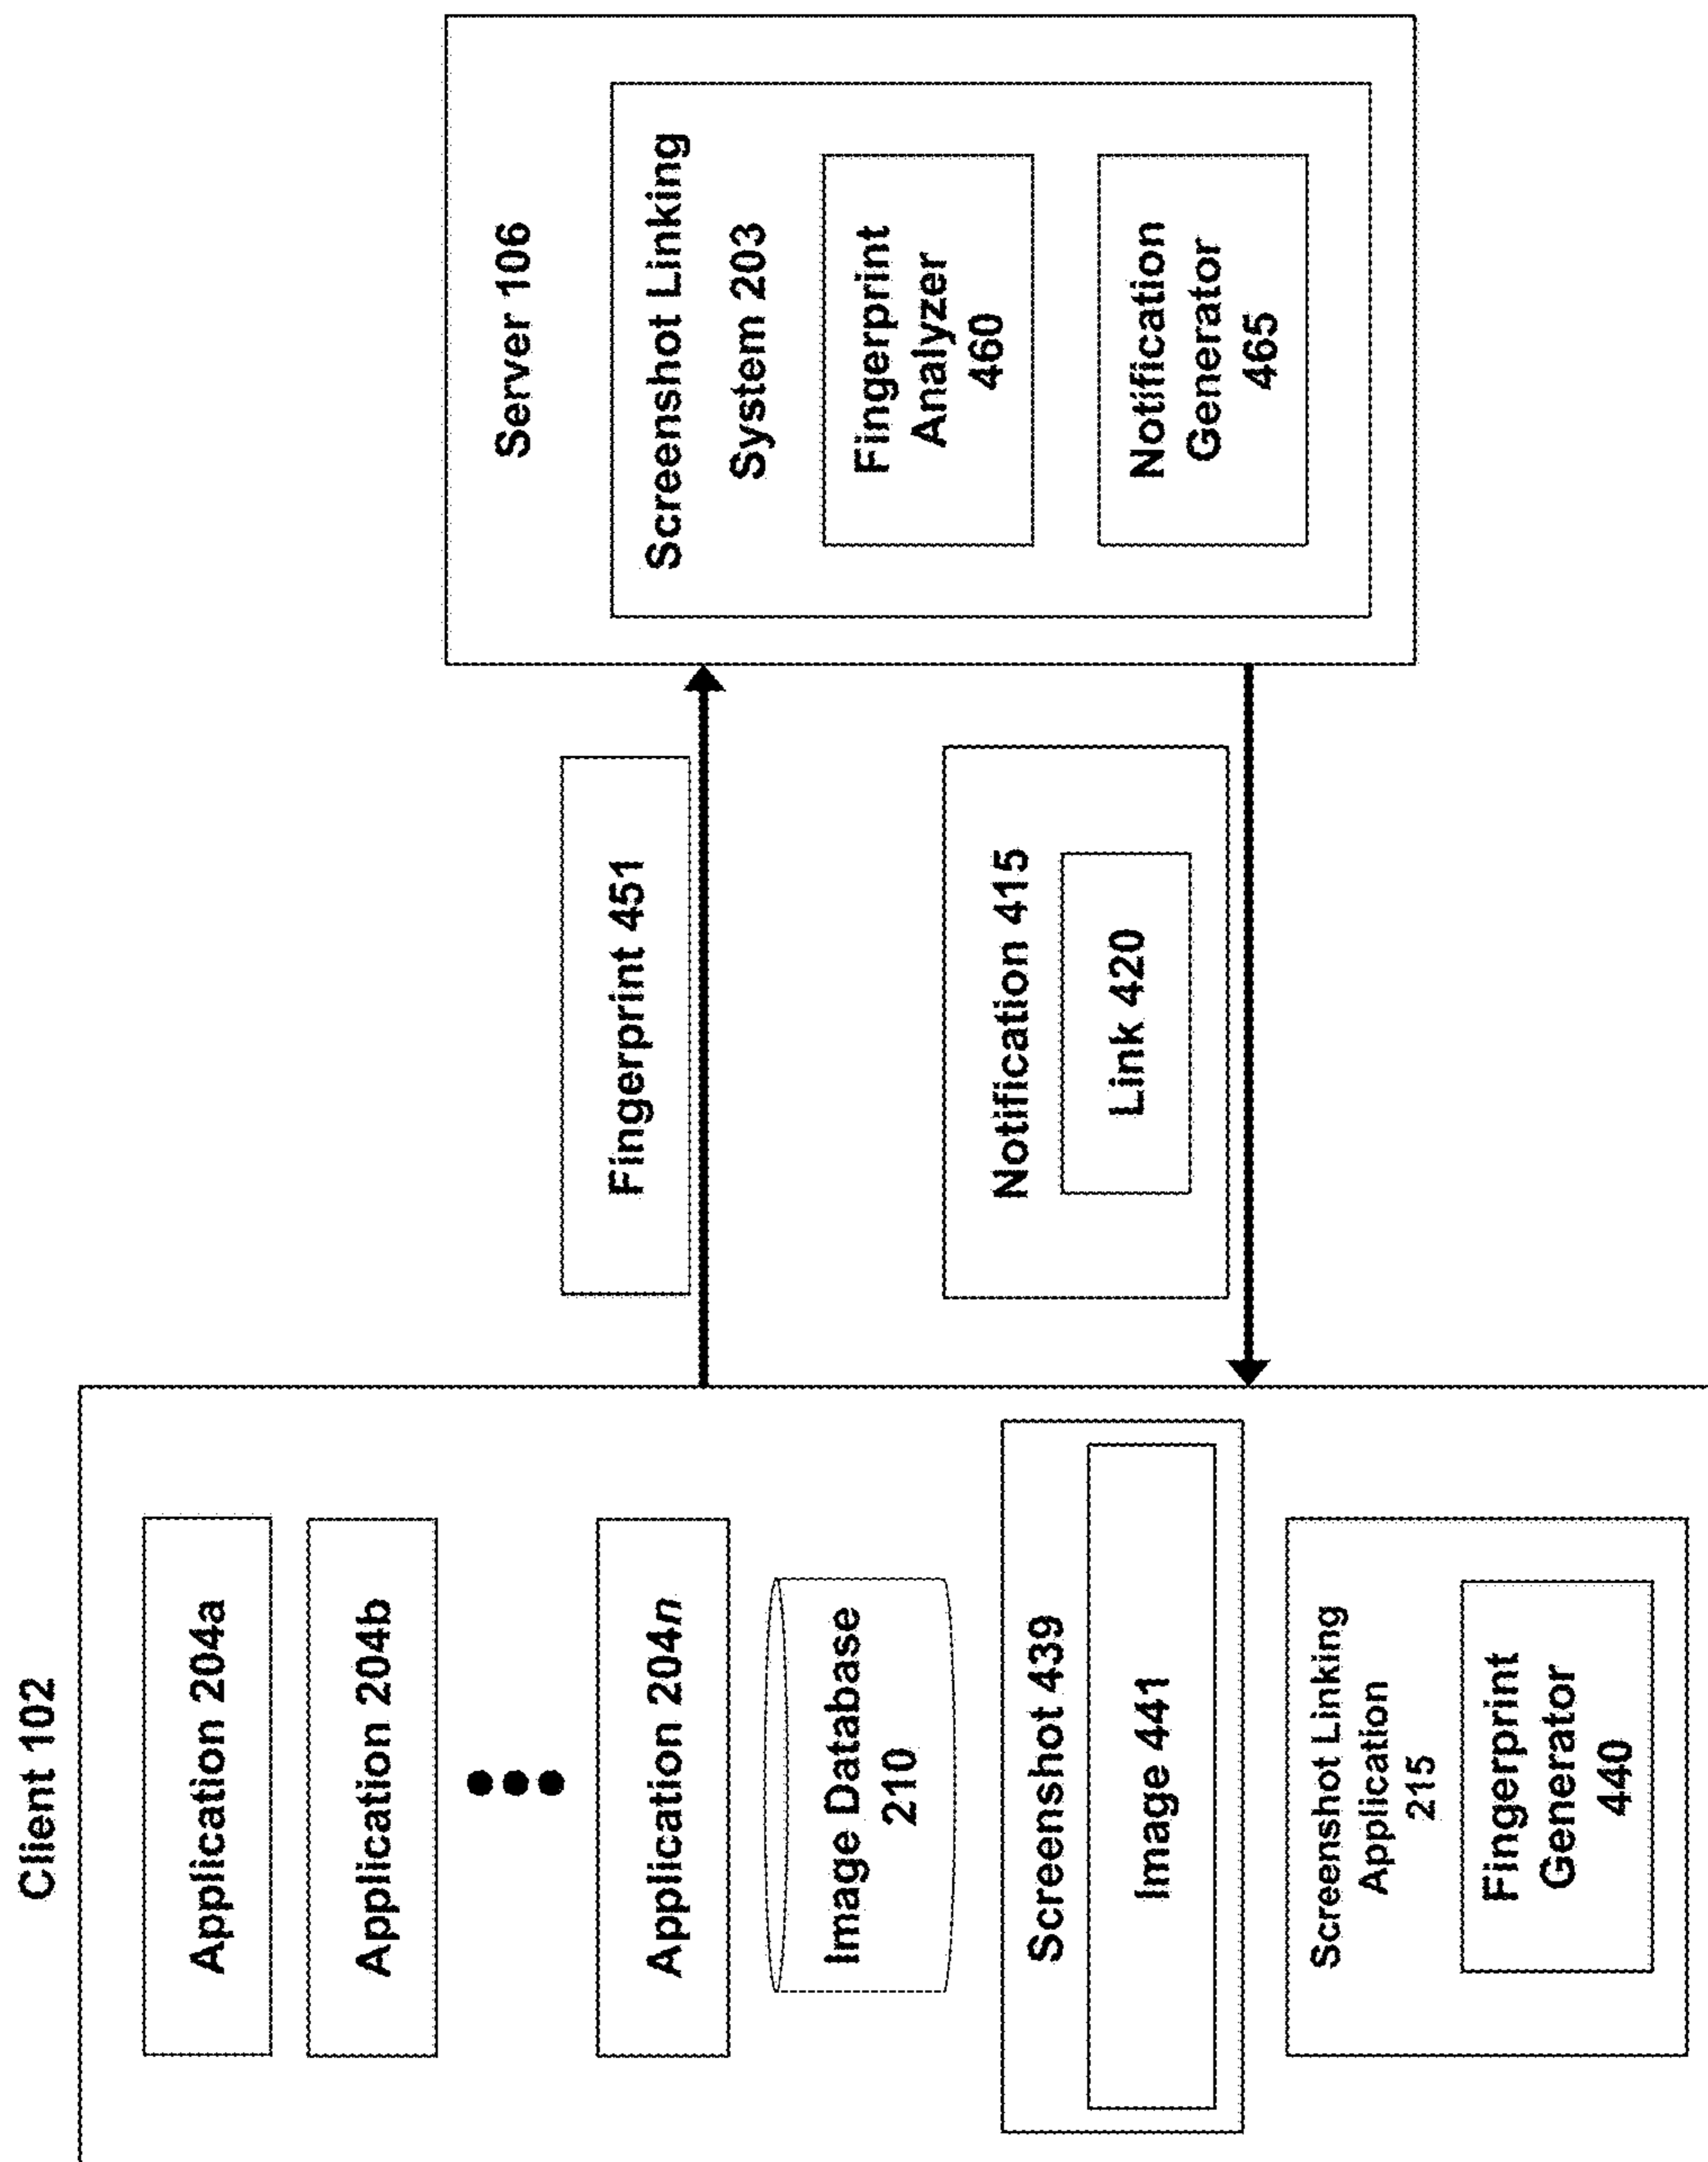 Client 102
Application 204a
Application 204b
Application 204n
Image Database
210
Screenshot 439
Image 441
Screenshot Linking
Application
215
Fingerprint
Generator
440
Fingerprint 451
Notification 415
Link 420
Server 106
Screenshot Linking
System 203
Fingerprint
Analyzer
460
Notification
Generator
465